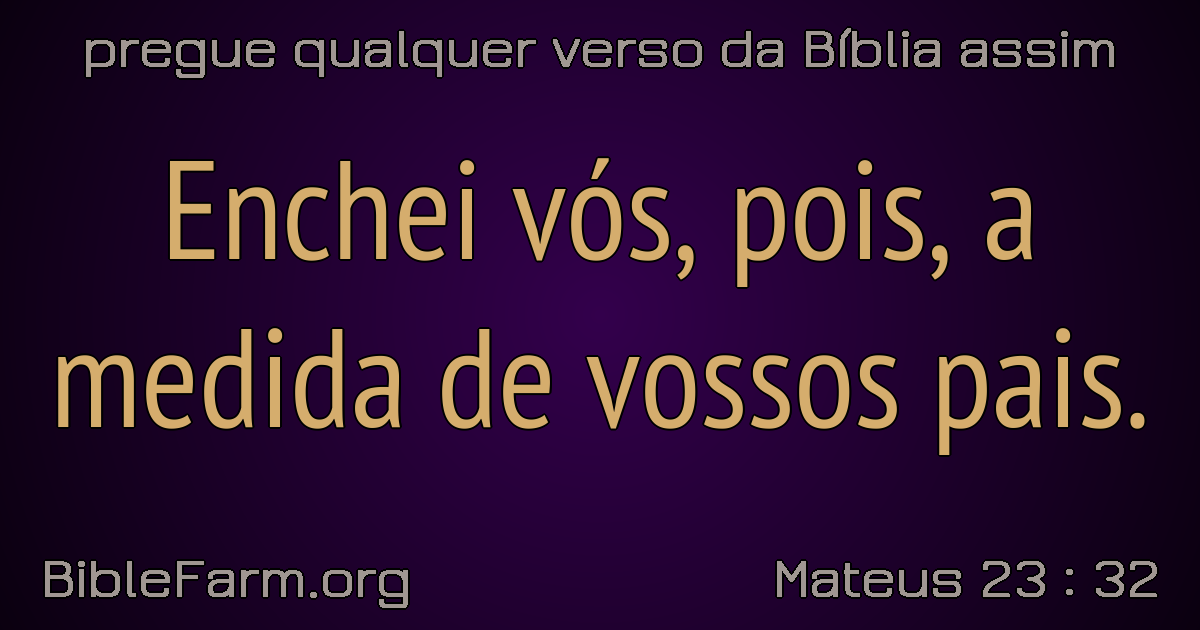 pregue qualquer verso da Bíblia assim
Enchei vós, pois, a
medida de vossos pais.
BibleFarm.org
Mateus 23 : 32